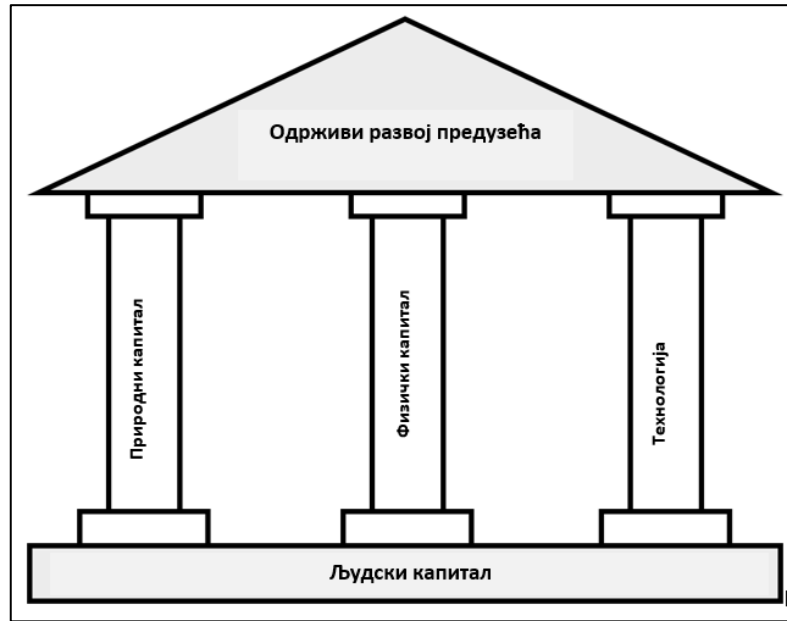 Одрживи развој предузећа
Природни капитал
Физички капитал
Технологија
Људски капитал